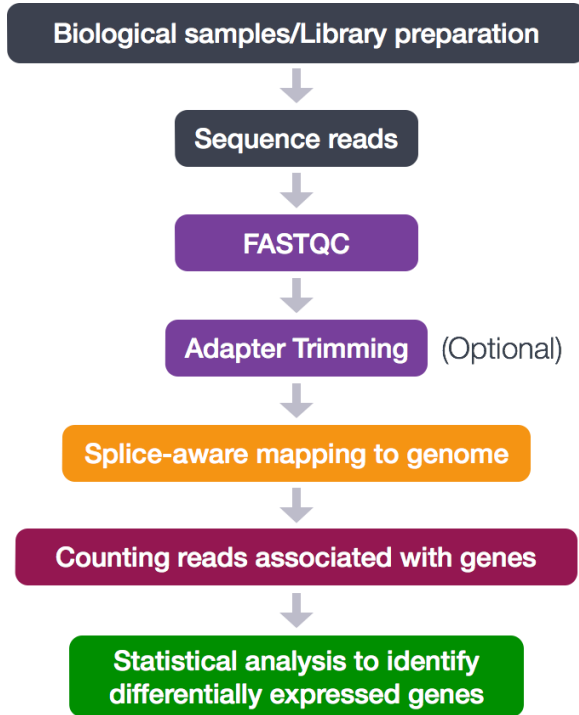 Biological samples/Library preparation
Sequence reads
FASTQC
Adapter Trimming (Optional)
Splice-aware mapping to genome
Counting reads associated with genes
Statistical analysis to identify
differentially expressed genes